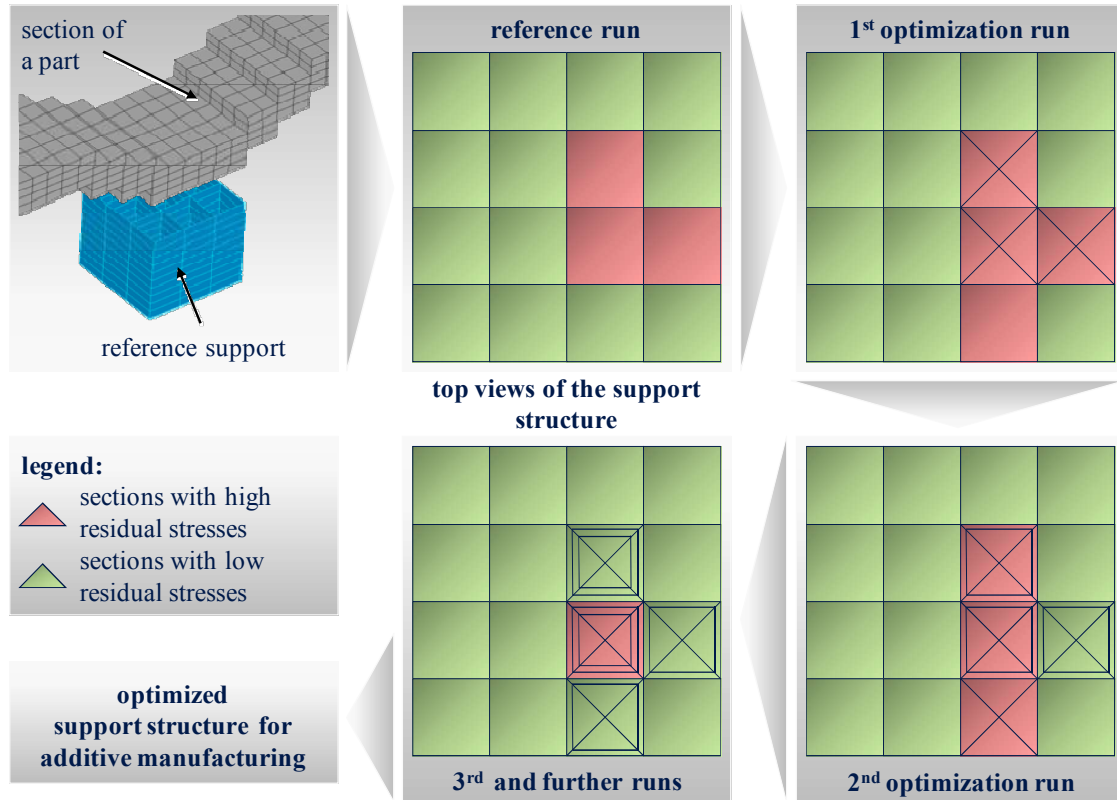 section of
a part
reference support
reference run
1st optimization run
top views of the support
structure
legend:
sections with high
residual stresses
sections with low
residual stresses
optimized
support structure for
additive manufacturing
3rd and further runs
2nd optimization run